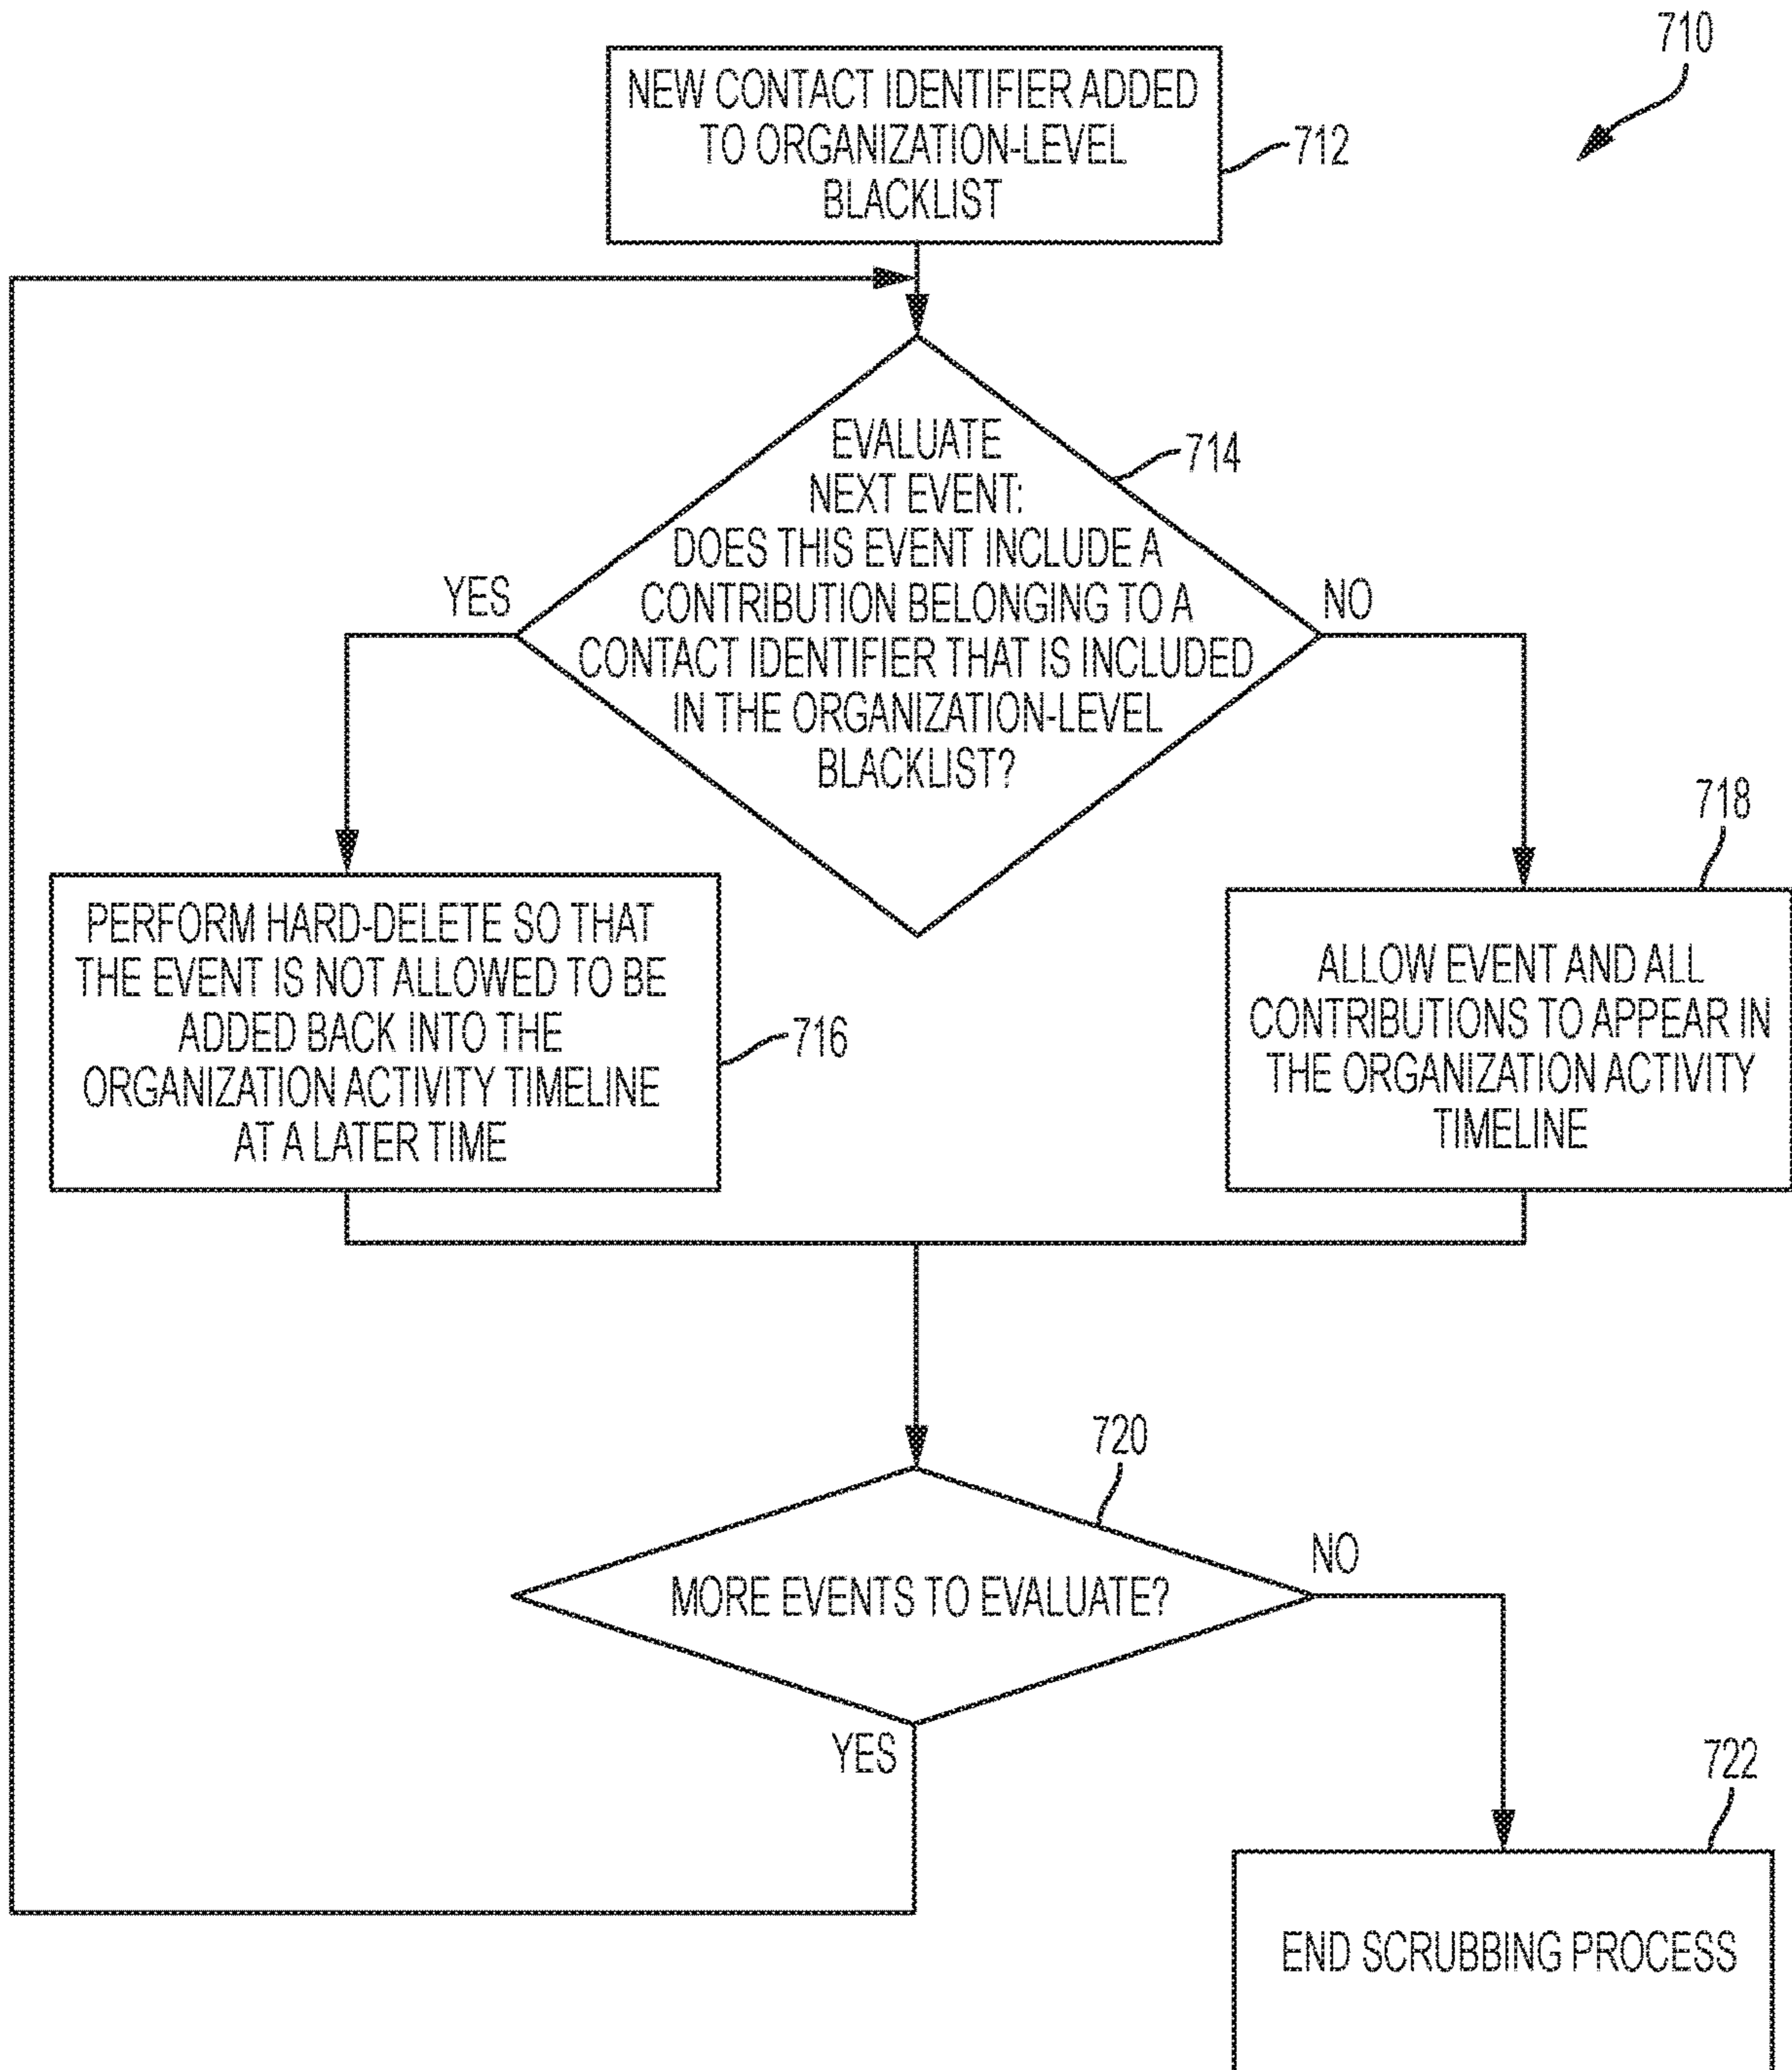 710
NEW CONTACT IDENTIFIER ADDED
TO ORGANIZATION-LEVEL
BLACKLIST
712
EVALUATE
NEXT EVENT:
DOES THIS EVENT INCLUDE A
CONTRIBUTION BELONGING TO A
CONTACT IDENTIFIER THAT IS INCLUDED
IN THE ORGANIZATION-LEVEL
BLACKLIST?
714
YES
NO
PERFORM HARD-DELETE SO THAT
THE EVENT IS NOT ALLOWED TO BE
ADDED BACK INTO THE
ORGANIZATION ACTIVITY TIMELINE
AT A LATER TIME
716
718
ALLOW EVENT AND ALL
CONTRIBUTIONS TO APPEAR IN
THE ORGANIZATION ACTIVITY
TIMELINE
720
MORE EVENTS TO EVALUATE?
NO
YES
722
END SCRUBBING PROCESS